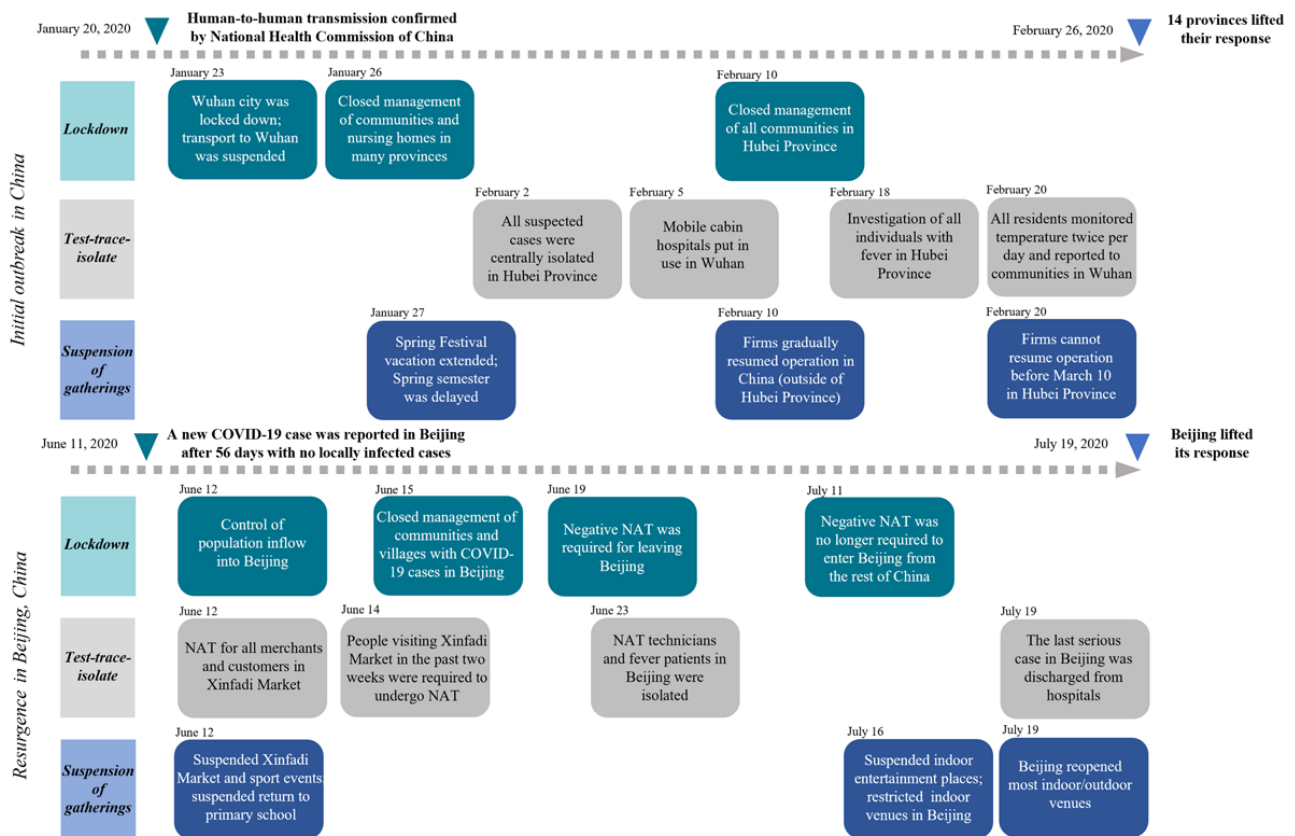 January 20, 2020
Human-to-human transmission confirmed
by National Health Commission of China
February 26, 2020
14 provinces lifted
their response
Initial outbreak in China
Lockdown
January 23
Wuhan city was
locked down;
transport to Wuhan
was suspended
January 26
Closed management
of communities and
nursing homes in
many provinces
February 10
Closed management
of all communities in
Hubei Province
Test-trace-
isolate
February 2
All suspected
cases were
centrally isolated
in Hubei Province
February 5
Mobile cabin
hospitals put in
use in Wuhan
February 18
Investigation of all
individuals with
fever in Hubei
Province
February 20
All residents monitored
temperature twice per
day and reported to
communities in Wuhan
Suspension
of
gatherings
January 27
Spring Festival
vacation extended;
Spring semester
was delayed
February 10
Firms gradually
resumed operation in
China (outside of
Hubei Province)
February 20
Firms cannot
resume operation
before March 10
in Hubei Province
June 11, 2020
A new COVID-19 case was reported in Beijing
after 56 days with no locally infected cases
July 19, 2020
Beijing lifted
its response
Resurgence in Beijing, China
Lockdown
June 12
Control of
population inflow
into Beijing
June 15
Closed management of
communities and
villages with COVID-
19 cases in Beijing
June 19
Negative NAT was
required for leaving
Beijing
July 11
Negative NAT was
no longer required to
enter Beijing from
the rest of China
Test-trace-
isolate
June 12
NAT for all merchants
and customers in
Xinfadi Market
June 14
People visiting Xinfadi
Market in the past two
weeks were required to
undergo NAT
June 23
NAT technicians
and fever patients in
Beijing were
isolated
July 19
The last serious
case in Beijing was
discharged from
hospitals
Suspension
of
gatherings
June 12
Suspended Xinfadi
Market and sport events;
suspended return to
primary school
July 16
Suspended indoor
entertainment places;
restricted indoor
venues in Beijing
July 19
Beijing reopened
most indoor/outdoor
venues